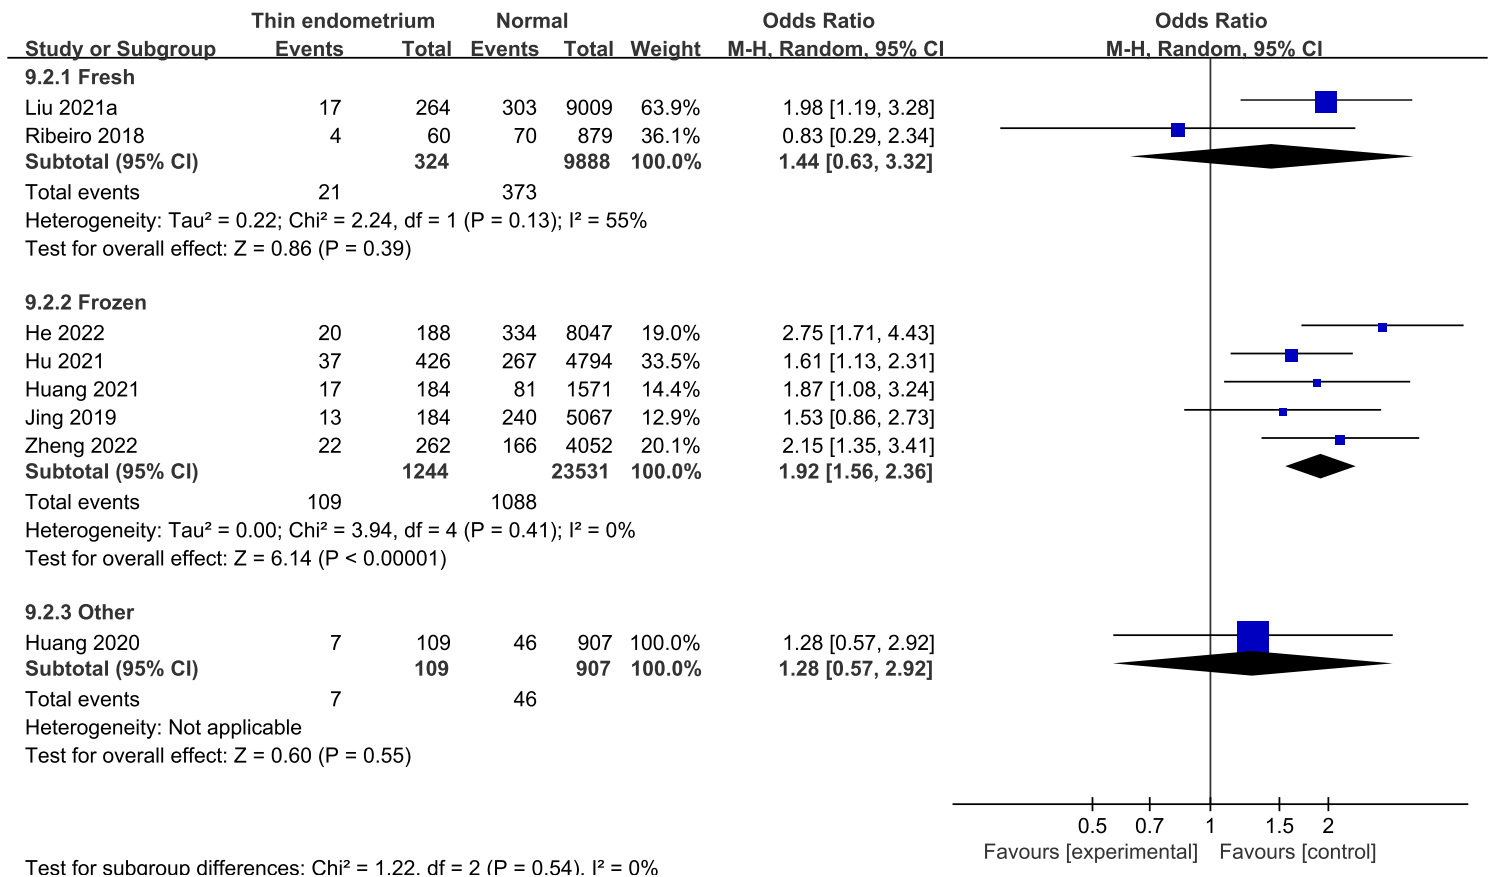 Thin endometrium Normal Odds Ratio Odds Ratio
Study or Subgroup Events Total Events Total Weight M-H, Random, 95% CI M-H, Random, 95% CI
9.2.1 Fresh
Liu 2021a 17 264 303 9009 63.9% 1.98 [1.19, 3.28]
Ribeiro 2018 4 60 70 879 36.1% 0.83 [0.29, 2.34]
Subtotal (95% CI) 324 9888 100.0% 1.44 [0.63, 3.32]
Total events 21 373
Heterogeneity: Tau² = 0.22; Chi² = 2.24, df = 1 (P = 0.13); I² = 55%
Test for overall effect: Z = 0.86 (P = 0.39)
9.2.2 Frozen
He 2022 20 188 334 8047 19.0% 2.75 [1.71, 4.43]
Hu 2021 37 426 267 4794 33.5% 1.61 [1.13, 2.31]
Huang 2021 17 184 81 1571 14.4% 1.87 [1.08, 3.24]
Jing 2019 13 184 240 5067 12.9% 1.53 [0.86, 2.73]
Zheng 2022 22 262 166 4052 20.1% 2.15 [1.35, 3.41]
Subtotal (95% CI) 1244 23531 100.0% 1.92 [1.56, 2.36]
Total events 109 1088
Heterogeneity: Tau² = 0.00; Chi² = 3.94, df = 4 (P = 0.41); I² = 0%
Test for overall effect: Z = 6.14 (P < 0.00001)
9.2.3 Other
Huang 2020 7 109 46 907 100.0% 1.28 [0.57, 2.92]
Subtotal (95% CI) 109 907 100.0% 1.28 [0.57, 2.92]
Total events 7 46
Heterogeneity: Not applicable
Test for overall effect: Z = 0.60 (P = 0.55)
0.5 0.7 1 1.5 2
Favours [experimental] Favours [control]
Test for subgroup differences: Chi² = 1.22, df = 2 (P = 0.54), I² = 0%